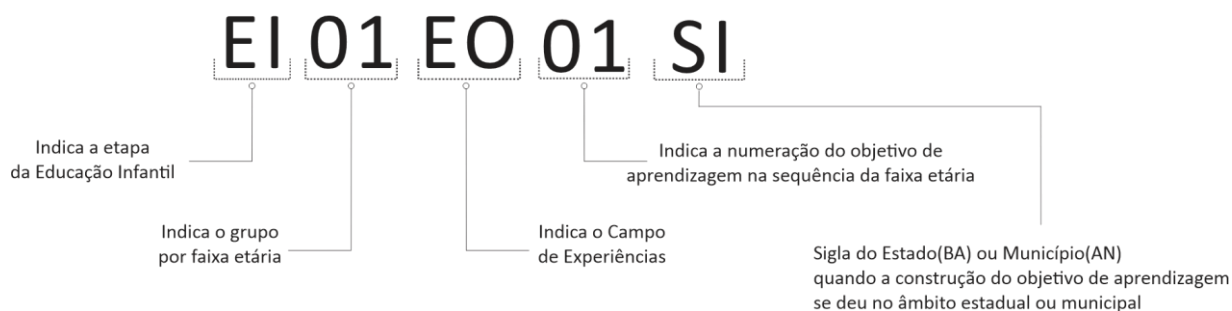 EI 01 EO 01 SI
Indica a etapa
da Educação Infantil
Indica a numeração do objetivo de
aprendizagem na sequência da faixa etária
Indica o grupo
por faixa etária
Indica o Campo
de Experiências
Sigla do Estado(BA) ou Município(AN)
quando a construção do objetivo de aprendizagem
se deu no âmbito estadual ou municipal